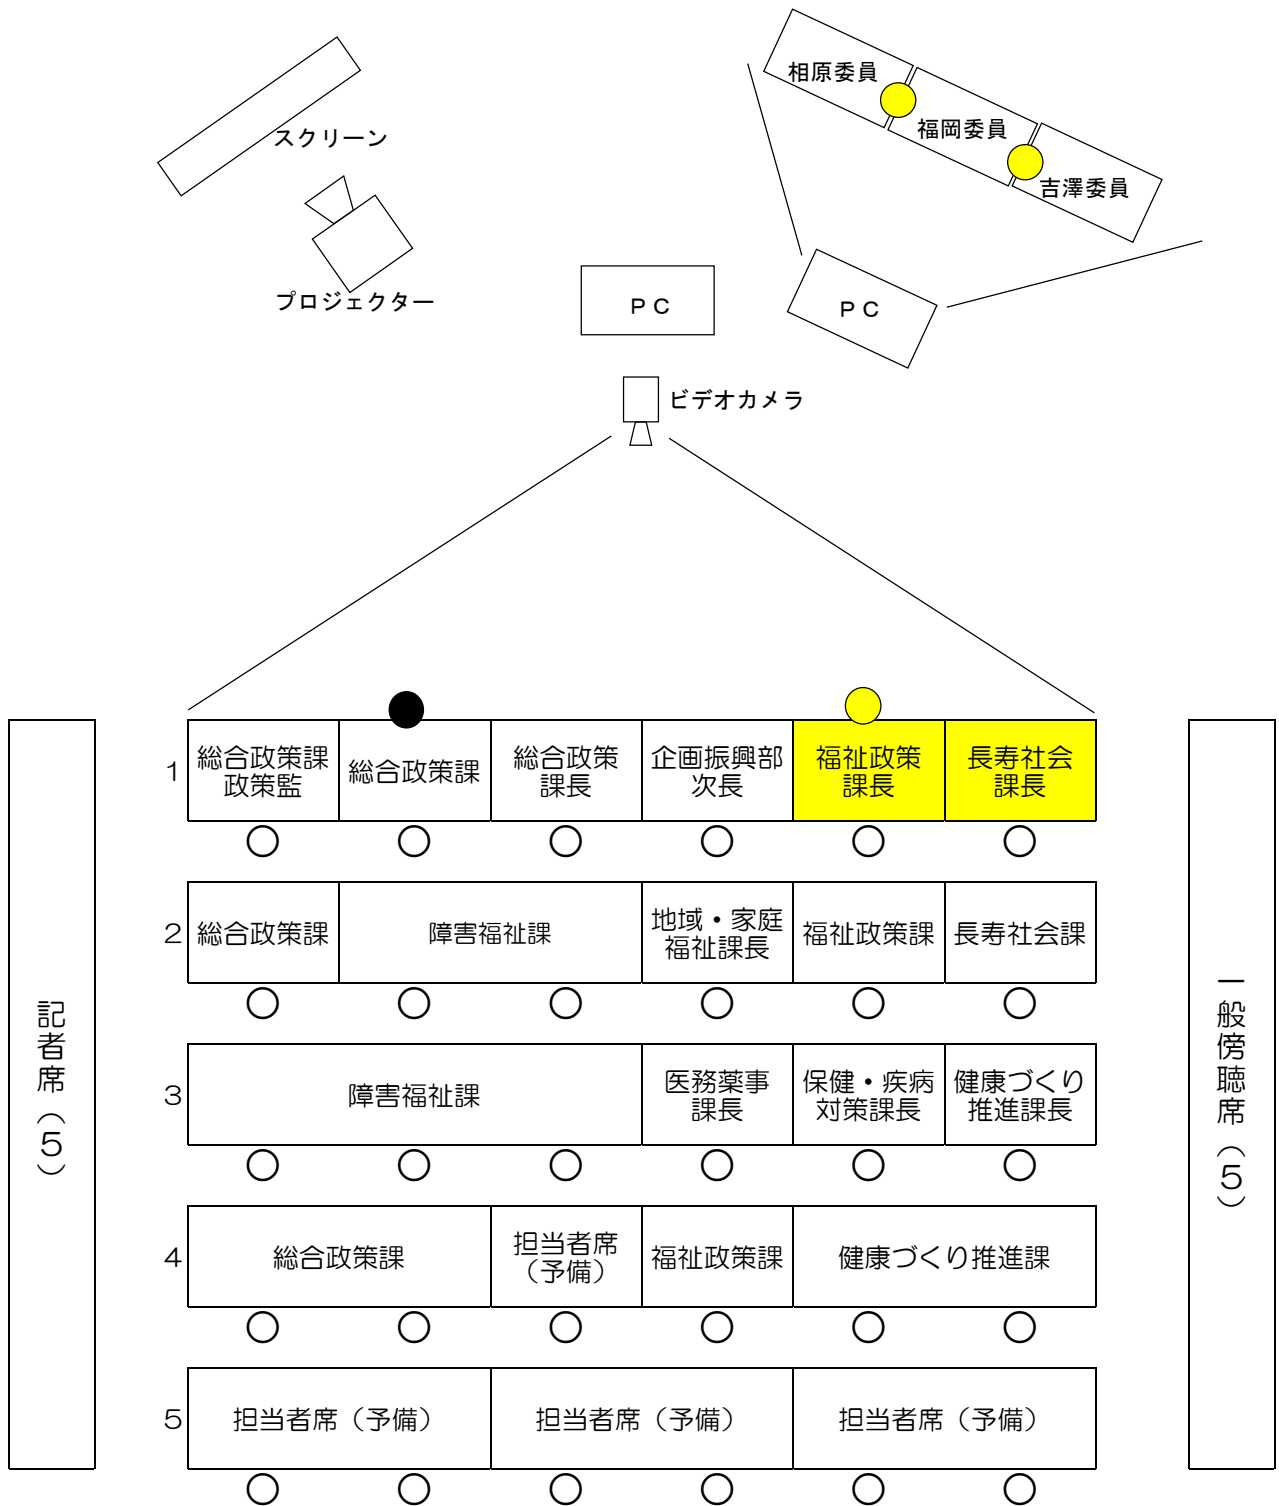 相原委員
福岡委員
吉澤委員
スクリーン
プロジェクター
ＰＣ
ＰＣ
ビデオカメラ
１
総合政策課
政策監
総合政策課
総合政策
課長
企画振興部
次長
福祉政策
課長
長寿社会
課長
２
総合政策課
障害福祉課
地域・家庭
福祉課長
福祉政策課
長寿社会課
３
障害福祉課
医務薬事
課長
保健・疾病
対策課長
健康づくり
推進課長
４
総合政策課
担当者席
（予備）
福祉政策課
健康づくり推進課
５
担当者席（予備）
担当者席（予備）
担当者席（予備）
記者席（５）
一般傍聴席（５）